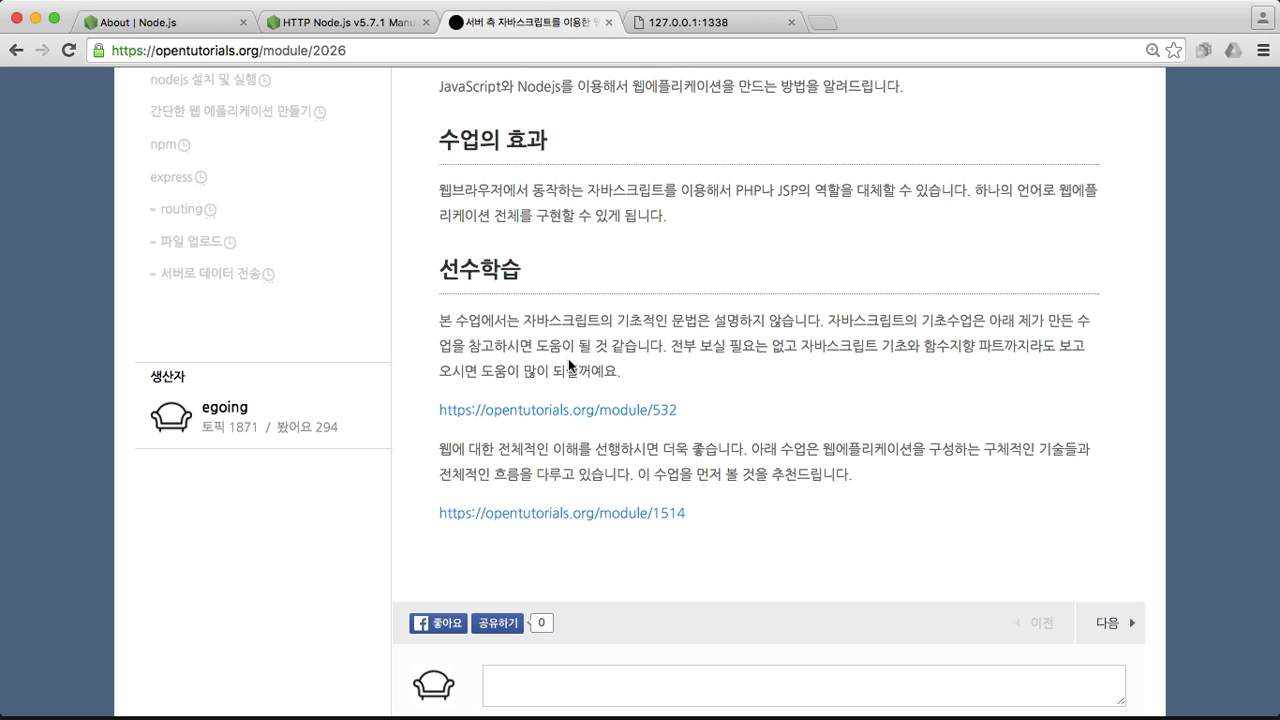 About | Node.js
HTTP Node.js v5.7.1 Manu
서버 측 자바스크립트를 이용한
127.0.0.1:1338
https://opentutorials.org/module/2026
nodejs 설치 및 실행
간단한 웹 에플리케이션 만들기
npm
express
- routing
- 파일 업로드
- 서버로 데이터 전송
생산자
egoing
토픽 1871 / 봤어요 294
JavaScript와 Nodejs를 이용해서 웹에플리케이션을 만드는 방법을 알려드립니다.
수업의 효과
웹브라우저에서 동작하는 자바스크립트를 이용해서 PHP나 JSP의 역할을 대체할 수 있습니다. 하나의 언어로 웹에플
리케이션 전체를 구현할 수 있게 됩니다.
선수학습
본 수업에서는 자바스크립트의 기초적인 문법은 설명하지 않습니다. 자바스크립트의 기초수업은 아래 제가 만든 수
업을 참고하시면 도움이 될 것 같습니다. 전부 보실 필요는 없고 자바스크립트 기초와 함수지향 파트까지라도 보고
오시면 도움이 많이 되실꺼예요.
https://opentutorials.org/module/532
웹에 대한 전체적인 이해를 선행하시면 더욱 좋습니다. 아래 수업은 웹에플리케이션을 구성하는 구체적인 기술들과
전체적인 흐름을 다루고 있습니다. 이 수업을 먼저 볼 것을 추천드립니다.
https://opentutorials.org/module/1514
좋아요 공유하기 0
이전 다음